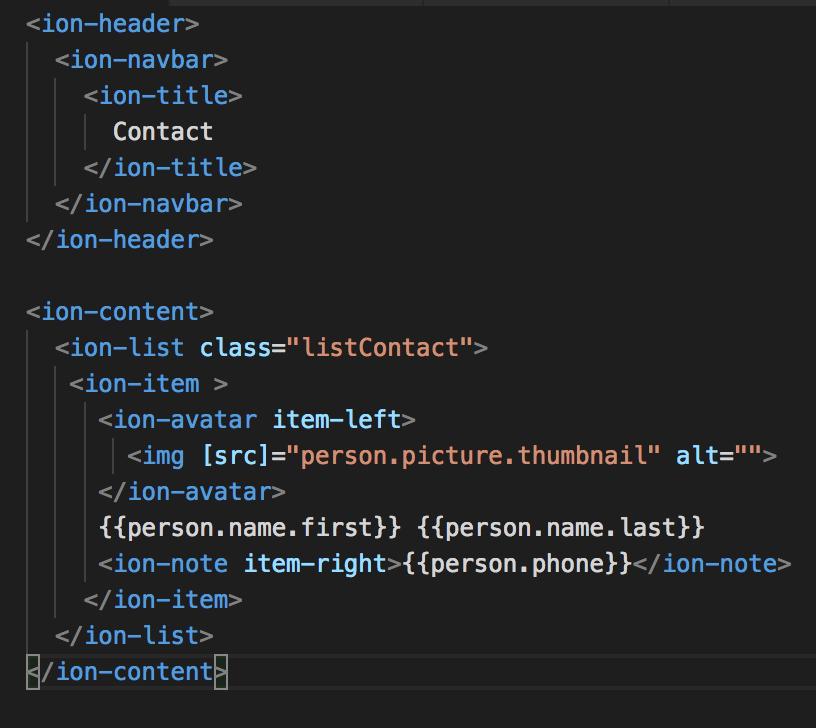 <ion-header>
<ion-navbar>
<ion-title>
Contact
</ion-title>
</ion-navbar>
</ion-header>
<ion-content>
<ion-list class="listContact">
<ion-item >
<ion-avatar item-left>
<img [src]="person.picture.thumbnail" alt="">
</ion-avatar>
{{person.name.first}} {{person.name.last}}
<ion-note item-right>{{person.phone}}</ion-note>
</ion-item>
</ion-list>
</ion-content>